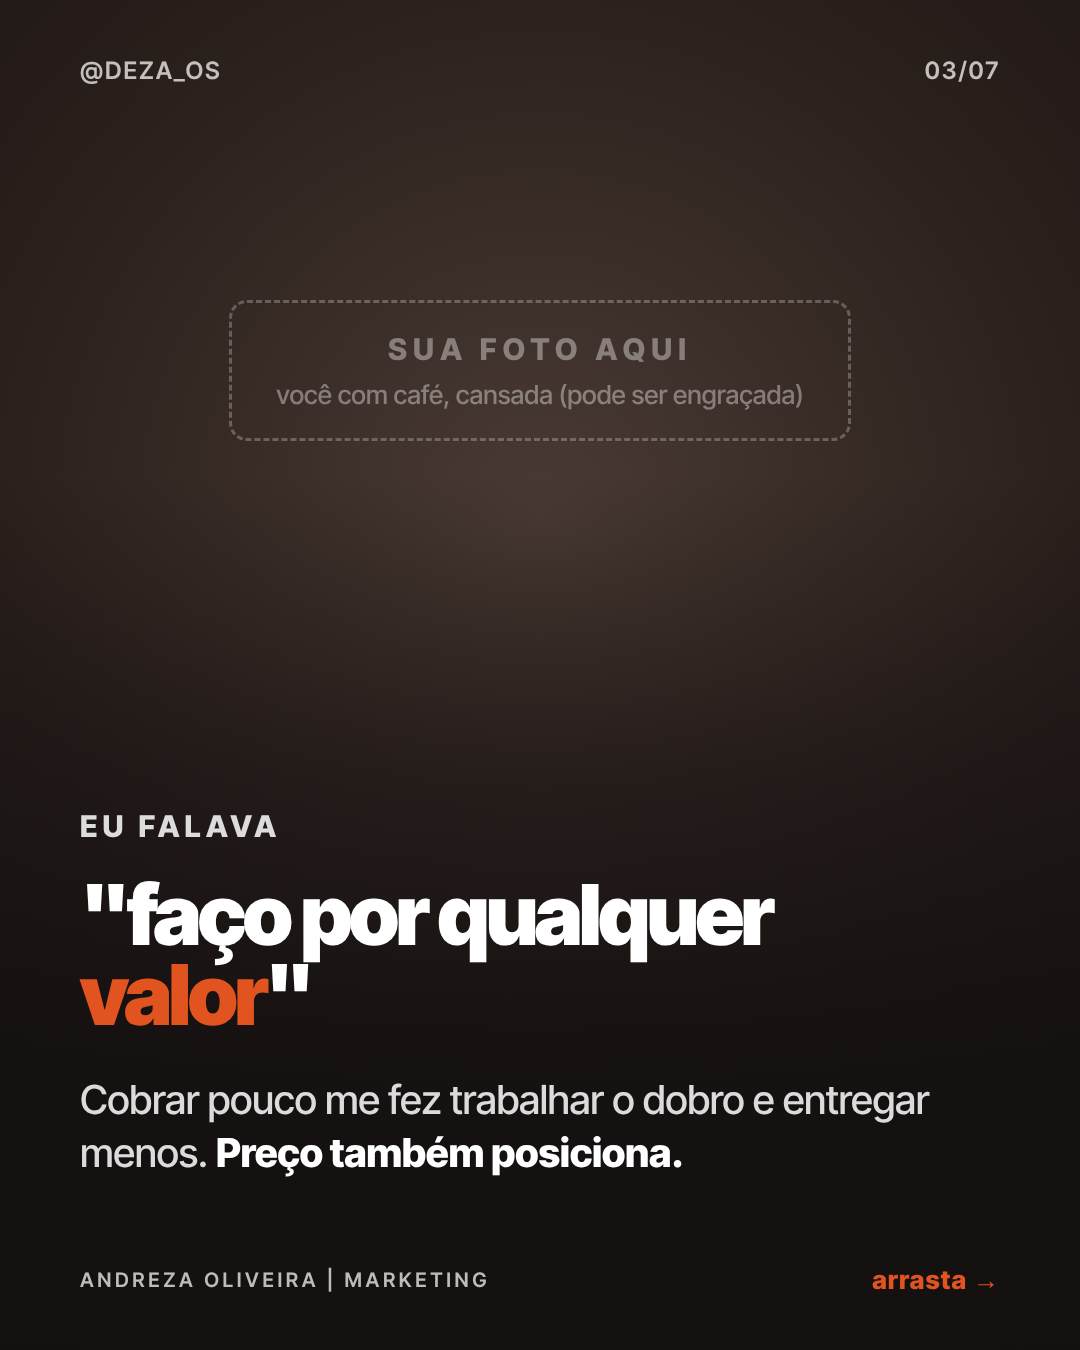 @DEZA_OS
03/07
SUA FOTO AQUI
você com café, cansada (pode ser engraçada)
EU FALAVA
"faço por qualquer
valor"
Cobrar pouco me fez trabalhar o dobro e entregar
menos. Preço também posiciona.
ANDREZA OLIVEIRA | MARKETING
arrasta →